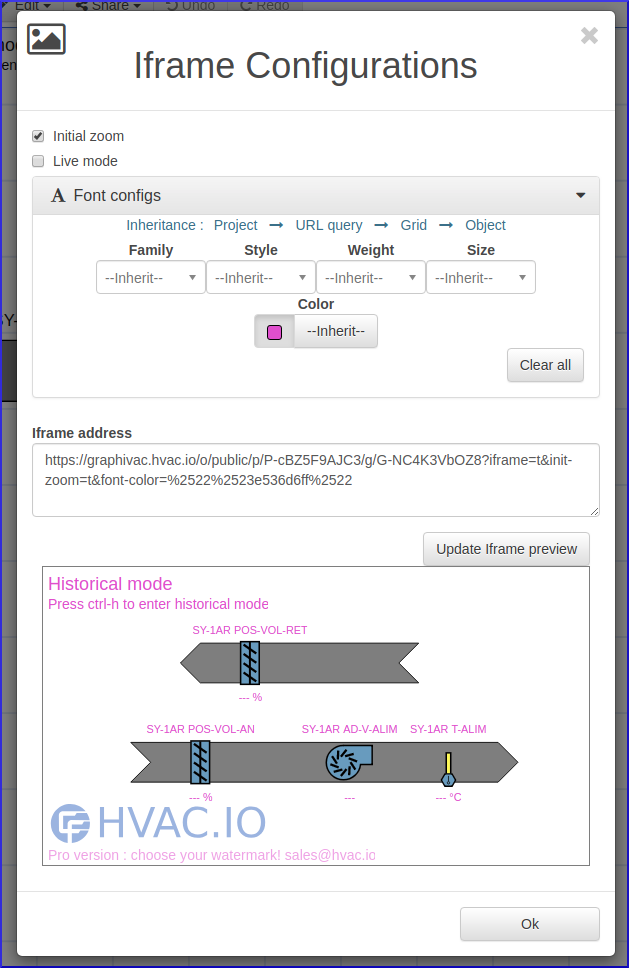 Edit
Share
Undo
Redo
Iframe Configurations
Initial zoom
Live mode
A Font configs
Inheritance : Project → URL query → Grid → Object
Family Style Weight Size
--Inherit-- --Inherit-- --Inherit-- --Inherit--
Color
--Inherit--
Clear all
SY-
Iframe address
https://graphivac.hvac.io/o/public/p/P-cBZ5F9AJC3/g/G-NC4K3VbOZ8?iframe=t&init-
zoom=t&font-color=%2522%2523e536d6ff%2522
Update Iframe preview
Historical mode
Press ctrl-h to enter historical mode
SY-1AR POS-VOL-RET
--- %
SY-1AR POS-VOL-AN SY-1AR AD-V-ALIM SY-1AR T-ALIM
--- % --- --- °C
HVAC.IO
Pro version : choose your watermark! sales@hvac.io
Ok